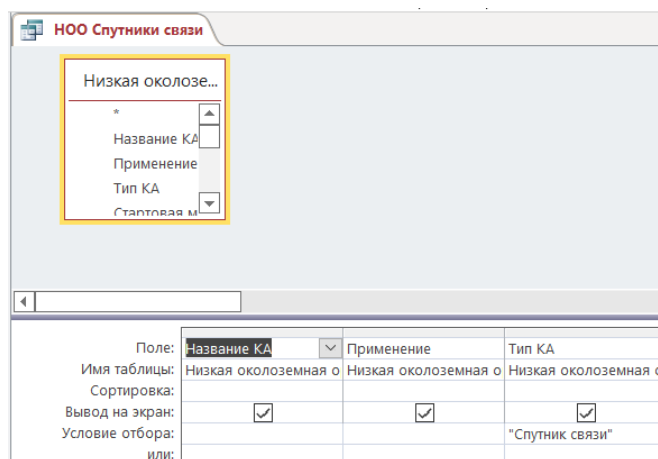 НОО Спутники связи
Низкая околозе...
*
Название КА
Применение
Тип КА
Стартовая м
Поле: Название КА Применение Тип КА
Имя таблицы: Низкая околоземная о Низкая околоземная о Низкая околоземная о
Сортировка:
Вывод на экран:
Условие отбора: "Спутник связи"
или: